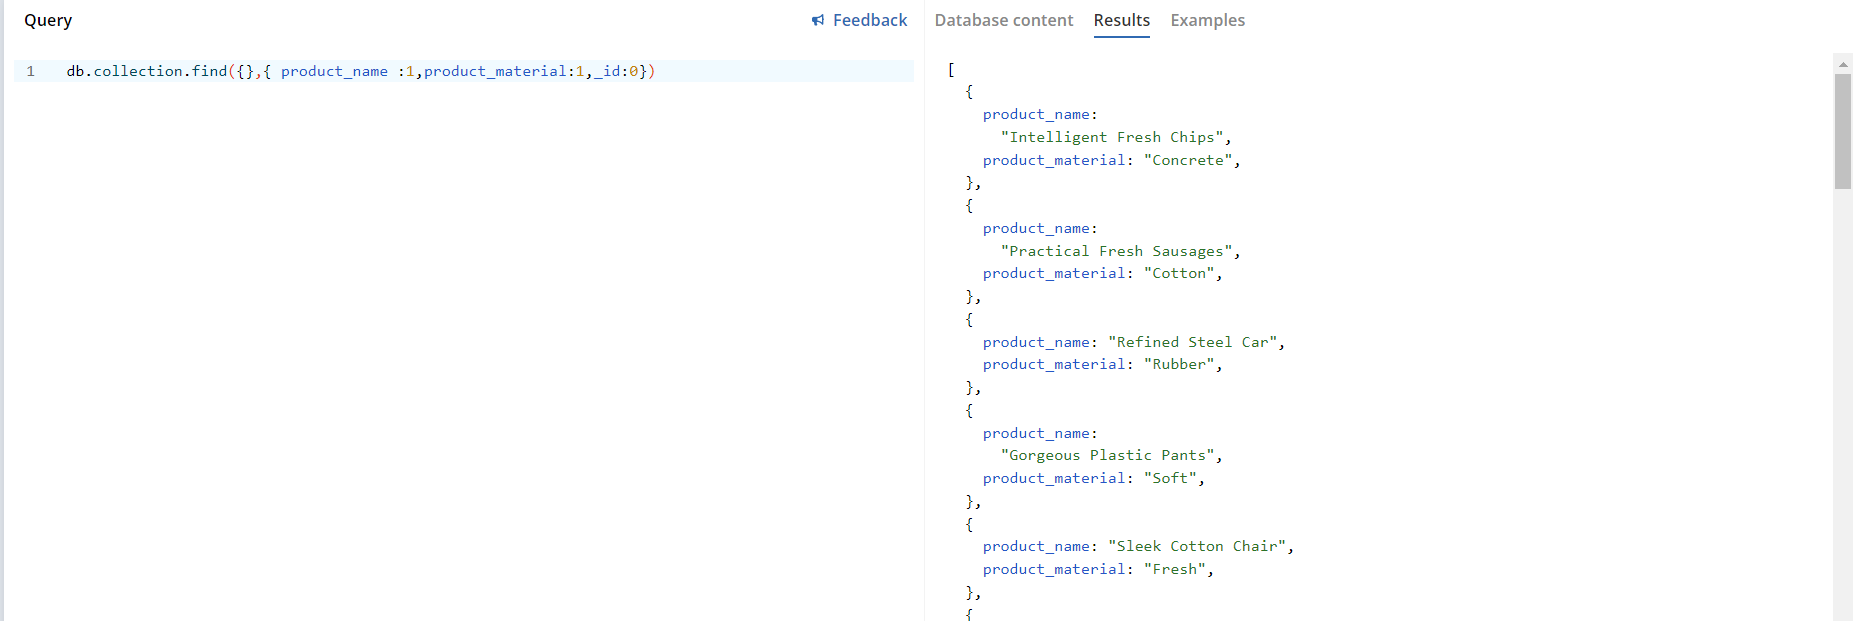 Query
Feedback
1 db.collection.find({},{ product_name :1,product_material:1,_id:0})
Database content Results Examples
[
{
product_name:
"Intelligent Fresh Chips",
product_material: "Concrete",
},
{
product_name:
"Practical Fresh Sausages",
product_material: "Cotton",
},
{
product_name: "Refined Steel Car",
product_material: "Rubber",
},
{
product_name:
"Gorgeous Plastic Pants",
product_material: "Soft",
},
{
product_name: "Sleek Cotton Chair",
product_material: "Fresh",
},
{